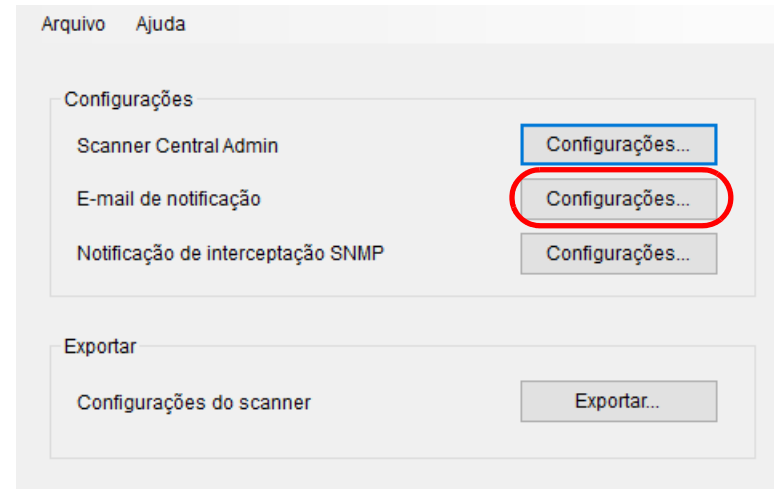 Arquivo Ajuda
Configurações
Scanner Central Admin Configurações...
E-mail de notificação Configurações...
Notificação de interceptação SNMP Configurações...
Exportar
Configurações do scanner Exportar...